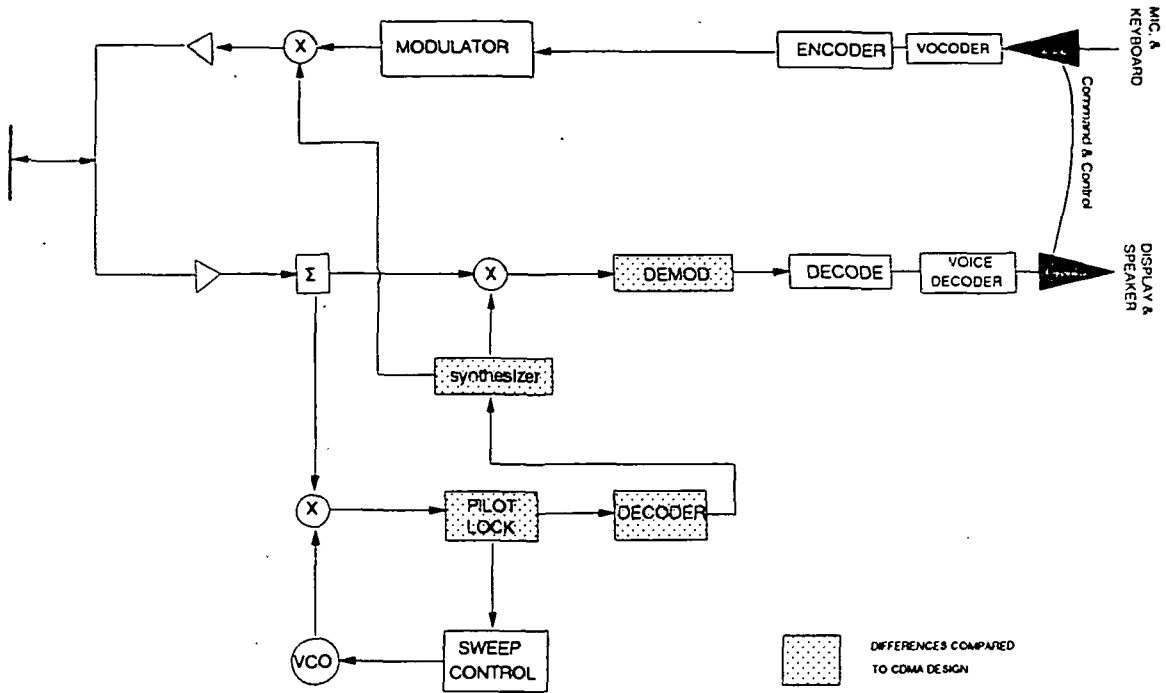 MIC. &
KEYBOARD
X
MODULATOR
ENCODER
VOCODER
Command & Control
Σ
X
DEMOD
DECODE
VOICE
DECODER
DISPLAY &
SPEAKER
synthesizer
X
PILOT
LOCK
DECODER
VCO
SWEEP
CONTROL
DIFFERENCES COMPARED
TO CDMA DESIGN